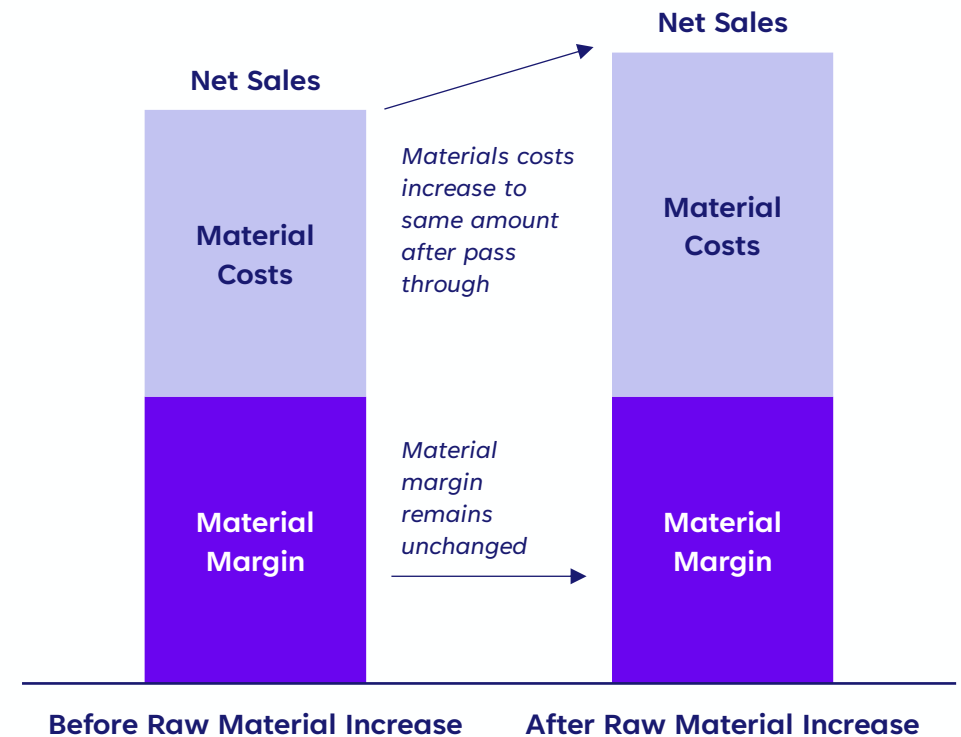 Net Sales
Net Sales
Materials costs
increase to
same amount
after pass
through
Material
Costs
Material
Costs
Material
margin
remains
unchanged
Material
Margin
Material
Margin
Before Raw Material Increase
After Raw Material Increase